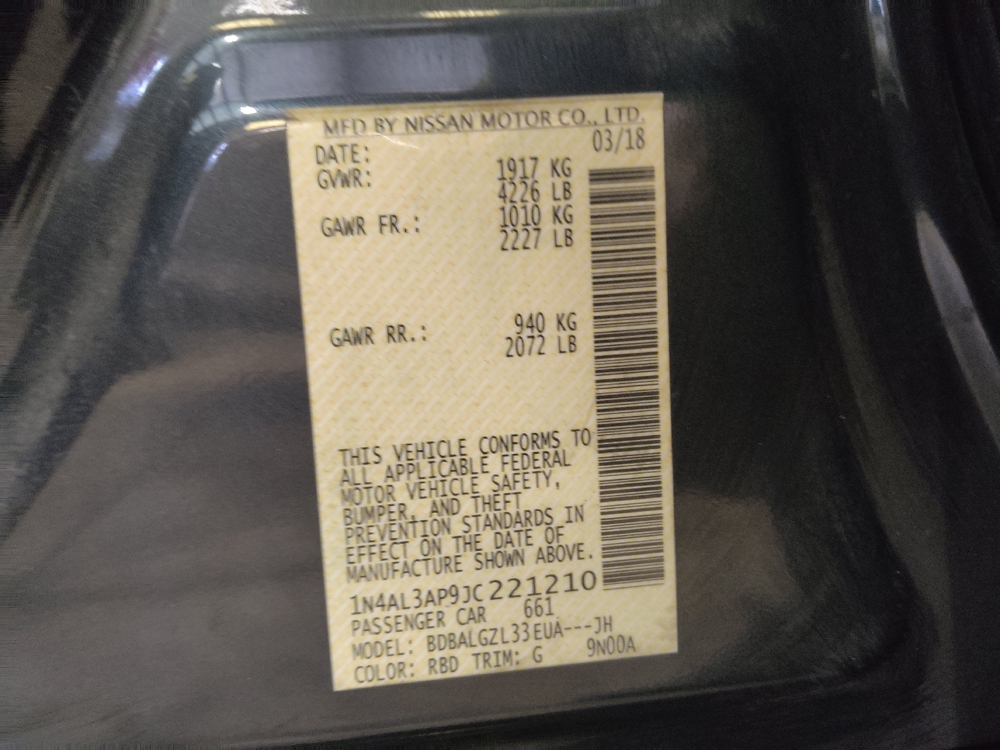 MFD BY NISSAN MOTOR CO., LTD.
DATE: 03/18
GVWR: 1917 KG
4226 LB
GAWR FR.: 1010 KG
2227 LB
GAWR RR.: 940 KG
2072 LB
THIS VEHICLE CONFORMS TO
ALL APPLICABLE FEDERAL
MOTOR VEHICLE SAFETY,
BUMPER, AND THEFT
PREVENTION STANDARDS IN
EFFECT ON THE DATE OF
MANUFACTURE SHOWN ABOVE.
1N4AL3AP9JC221210
PASSENGER CAR 661
MODEL: BDBALGZL33EUA---JH
COLOR: RBD TRIM: G 9N00A